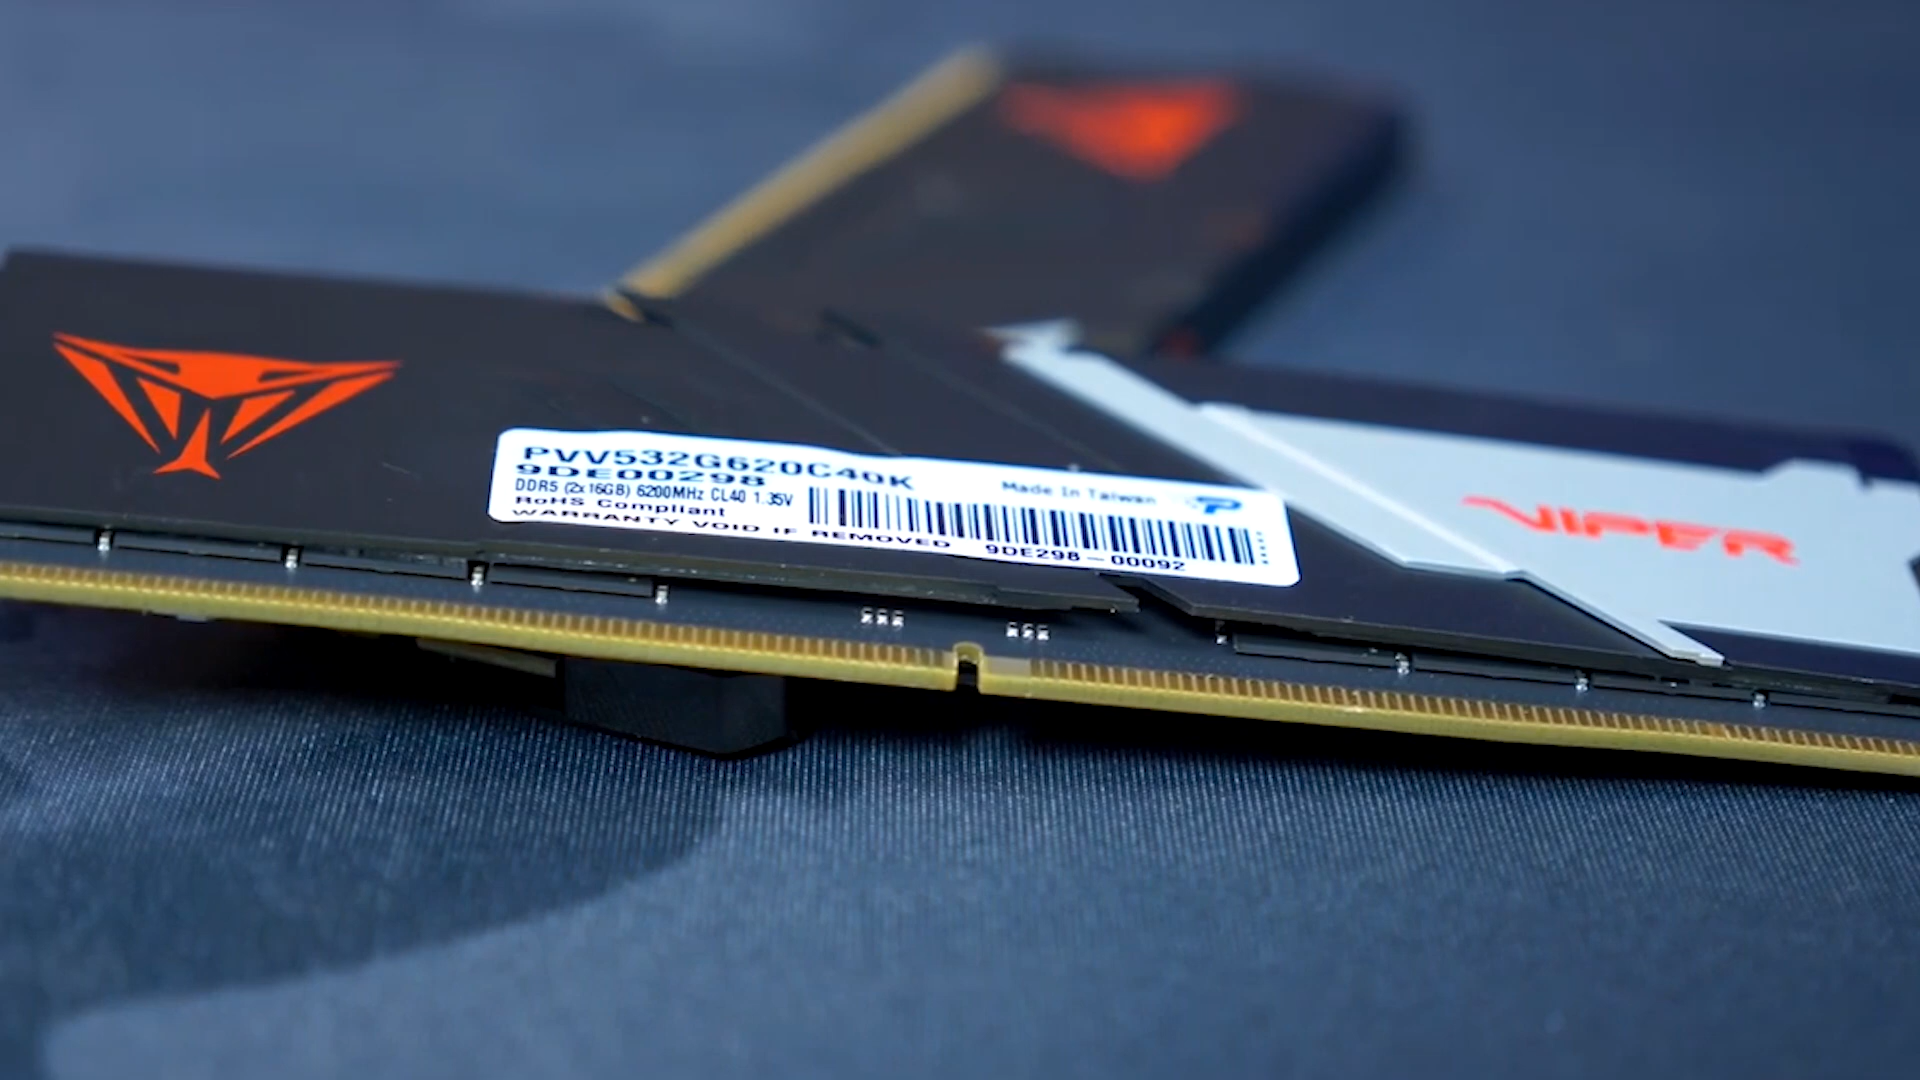 PVV532G620C40K
9DE00298
DDR5 (2x16GB) 6200MHz CL40 1.35V
RoHS Compliant
WARRANTY VOID IF REMOVED
Made In Taiwan
9DE298-00092
VIPER